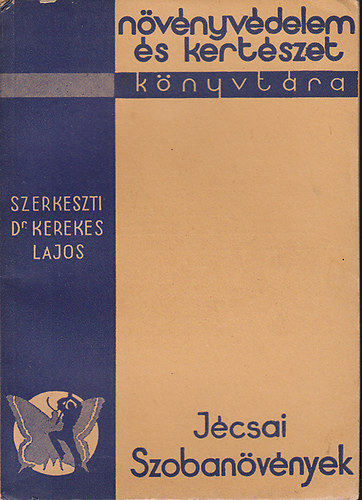 növényvédelem
és kertészet
könyvtára
SZERKESZTI
Dr KEREKES
LAJOS
Jécsai
Szobanövények